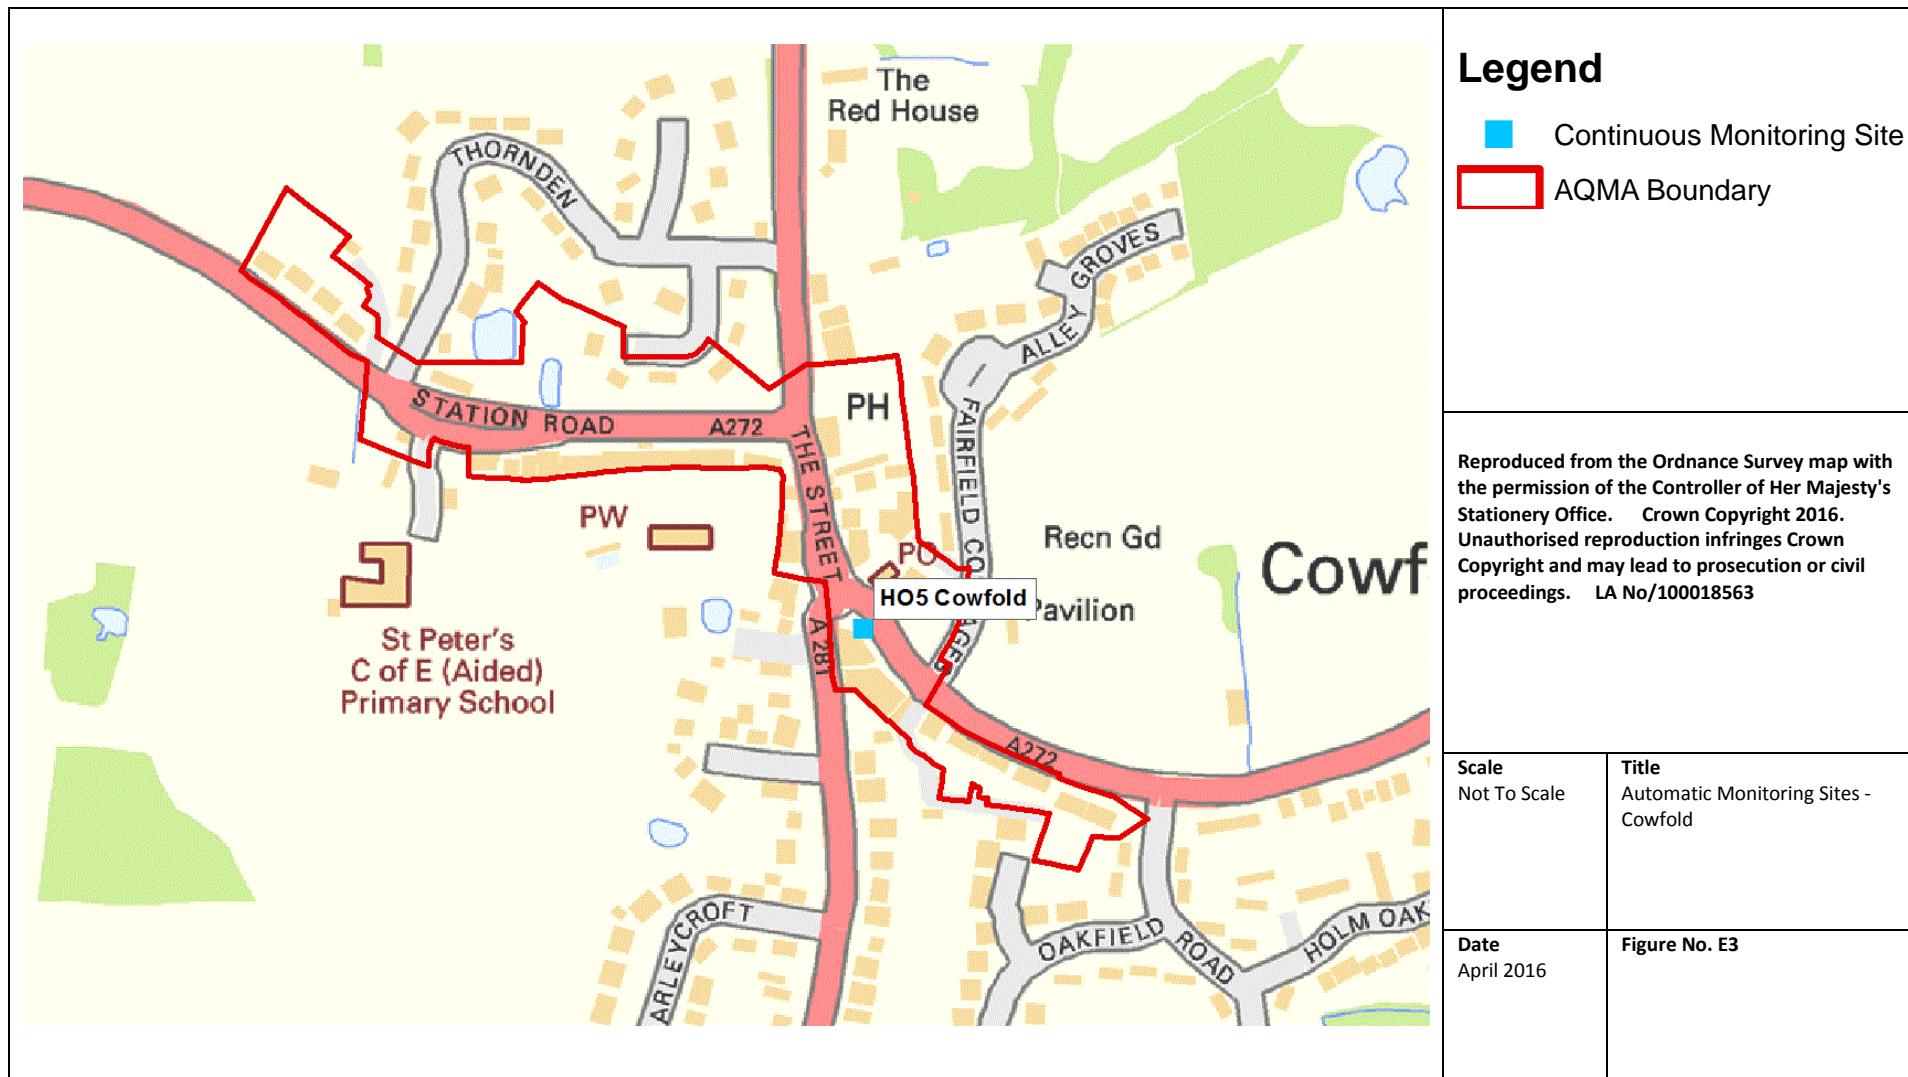 The
Red House
THORNDEN
ALLEY GROVES
STATION ROAD
A272
PH
THE STREET
FAIRFIELD CO
AGES
PW
PO
Recn Gd
Cowf
HO5 Cowfold
Pavilion
A281
St Peter's
C of E (Aided)
Primary School
A272
ARLEYCROFT
OAKFIELD ROAD
HOLM OAK
Legend
Continuous Monitoring Site
AQMA Boundary
Reproduced from the Ordnance Survey map with
the permission of the Controller of Her Majesty's
Stationery Office. Crown Copyright 2016.
Unauthorised reproduction infringes Crown
Copyright and may lead to prosecution or civil
proceedings. LA No/100018563
Scale
Not To Scale
Title
Automatic Monitoring Sites -
Cowfold
Date
April 2016
Figure No. E3